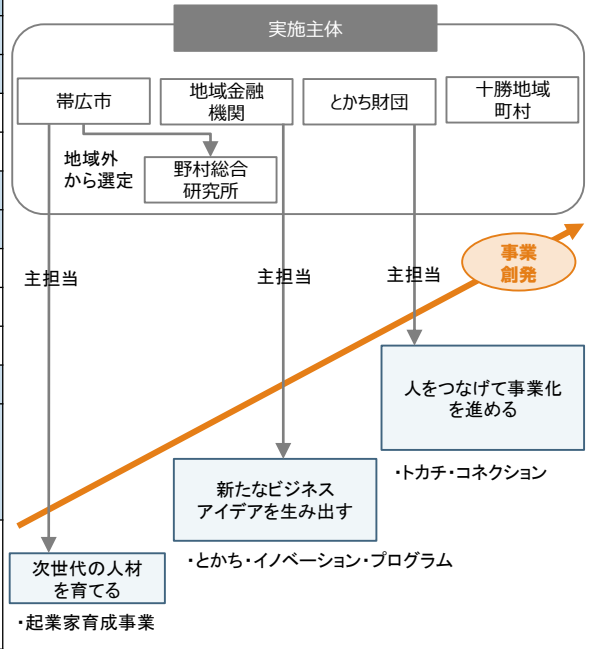 実施主体
帯広市
地域金融
機関
とかち財団
十勝地域
町村
地域外
から選定
野村総合
研究所
主担当
主担当
主担当
事業
創発
人をつなげて事業化
を進める
・トカチ・コネクション
新たなビジネス
アイデアを生み出す
・とかち・イノベーション・プログラム
次世代の人材
を育てる
・起業家育成事業